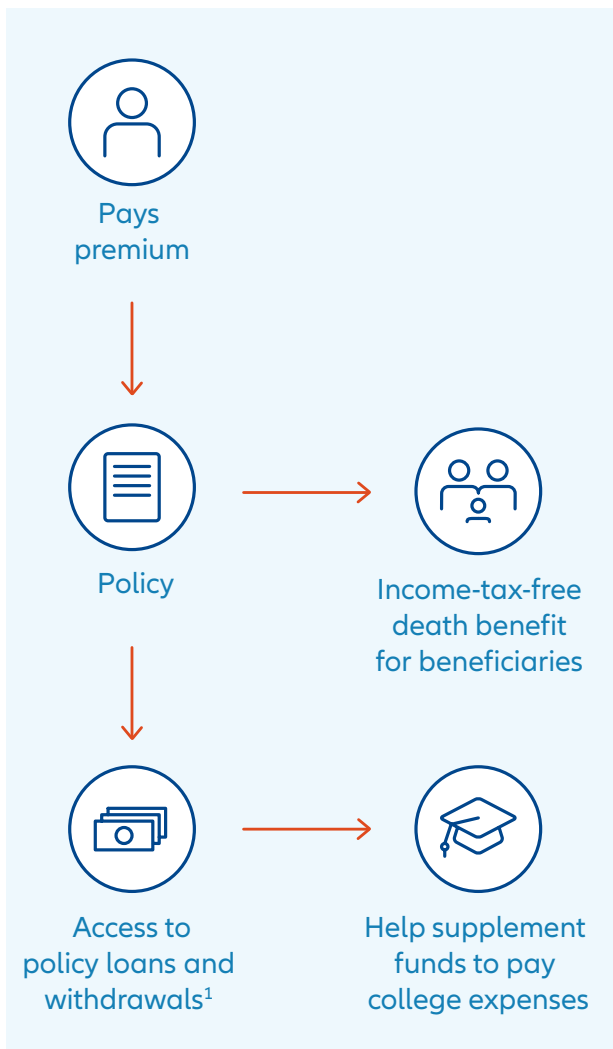 Pays
premium
Policy
Income-tax-free
death benefit
for beneficiaries
Access to
policy loans and
withdrawals¹
Help supplement
funds to pay
college expenses